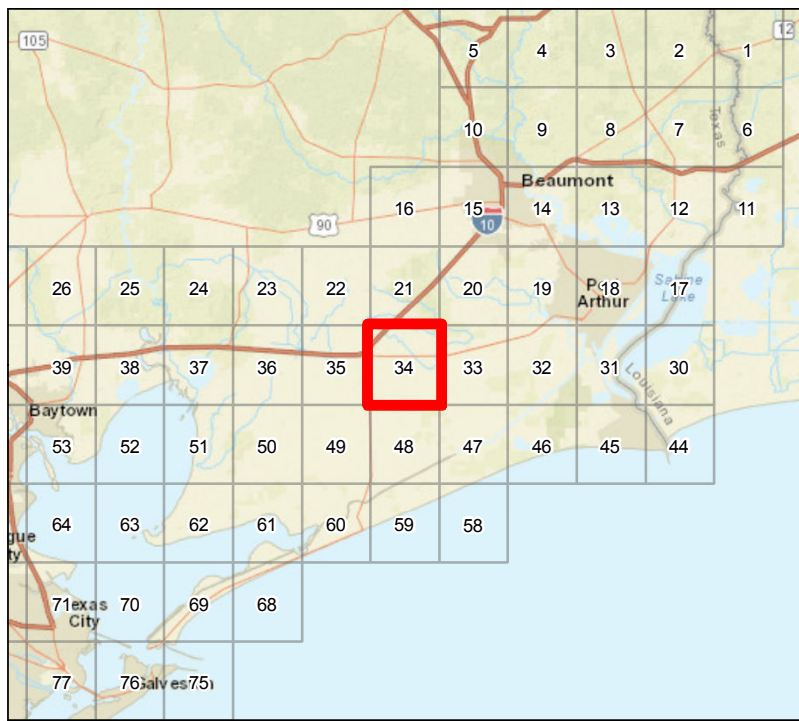 105
12
5 4 3 2 1
10 9 8 7 6
Texas
Beaumont
16 15 14 13 12 11
90
10
26 25 24 23 22 21 20 19 18 17
Arthur
Sabine
Lake
39 38 37 36 35 34 33 32 31 30
Louisiana
Baytown
53 52 51 50 49 48 47 46 45 44
64 63 62 61 60 59 58
gue
ty
71 70 69 68
exas
City
77 76 75